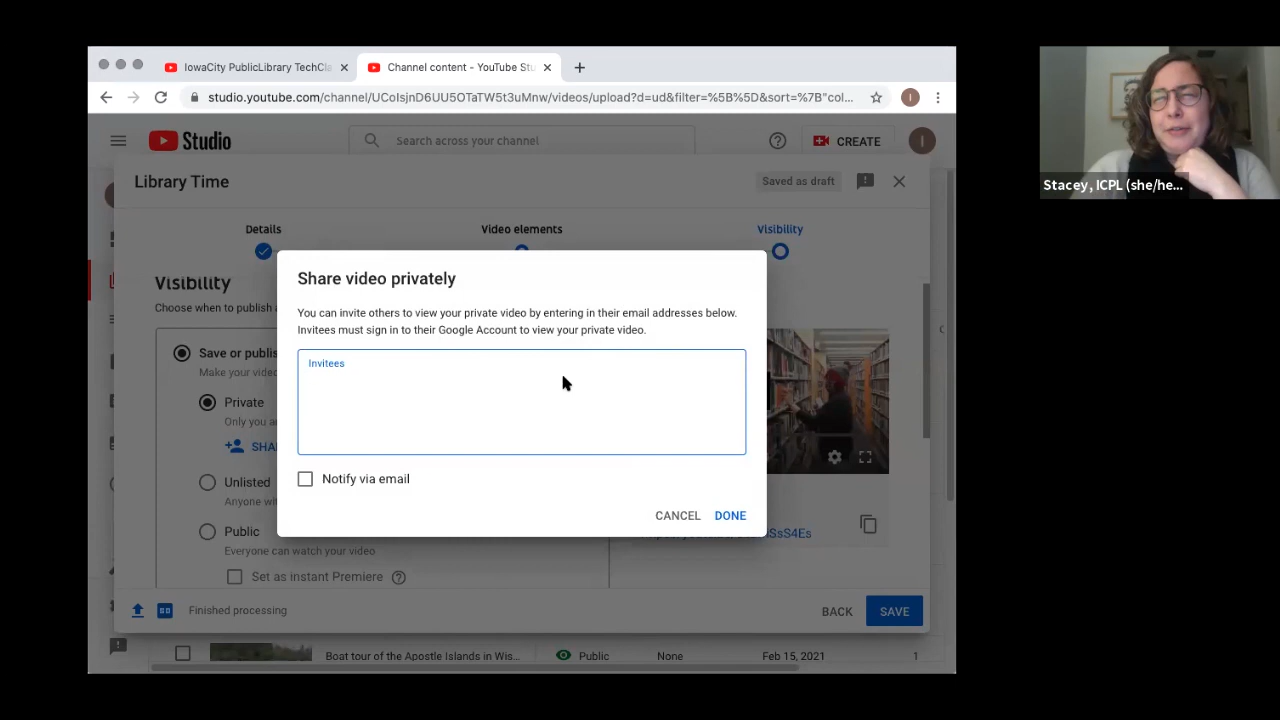 IowaCity PublicLibrary TechCla
Channel content - YouTube Stu
studio.youtube.com/channel/UCoIsjnD6UU5OTaTW5t3uMnw/videos/upload?d=ud&filter=%5B%5D&sort=%7B"col...
I
Studio
Search across your channel
CREATE
I
Library Time
Saved as draft
Details
Video elements
Visibility
Stacey, ICPL (she/he...
Visibility
Choose when to publish
Share video privately
You can invite others to view your private video by entering in their email addresses below.
Invitees must sign in to their Google Account to view your private video.
Invitees
Save or publis
Make your vide
Private
Only you a
SHA
Notify via email
Unlisted
Anyone wi
CANCEL DONE
Public
SsS4Es
Everyone can watch your video
Set as instant Premiere
SD
Finished processing
BACK
SAVE
Boat tour of the Apostle Islands in Wis...
Public
None
Feb 15, 2021
1